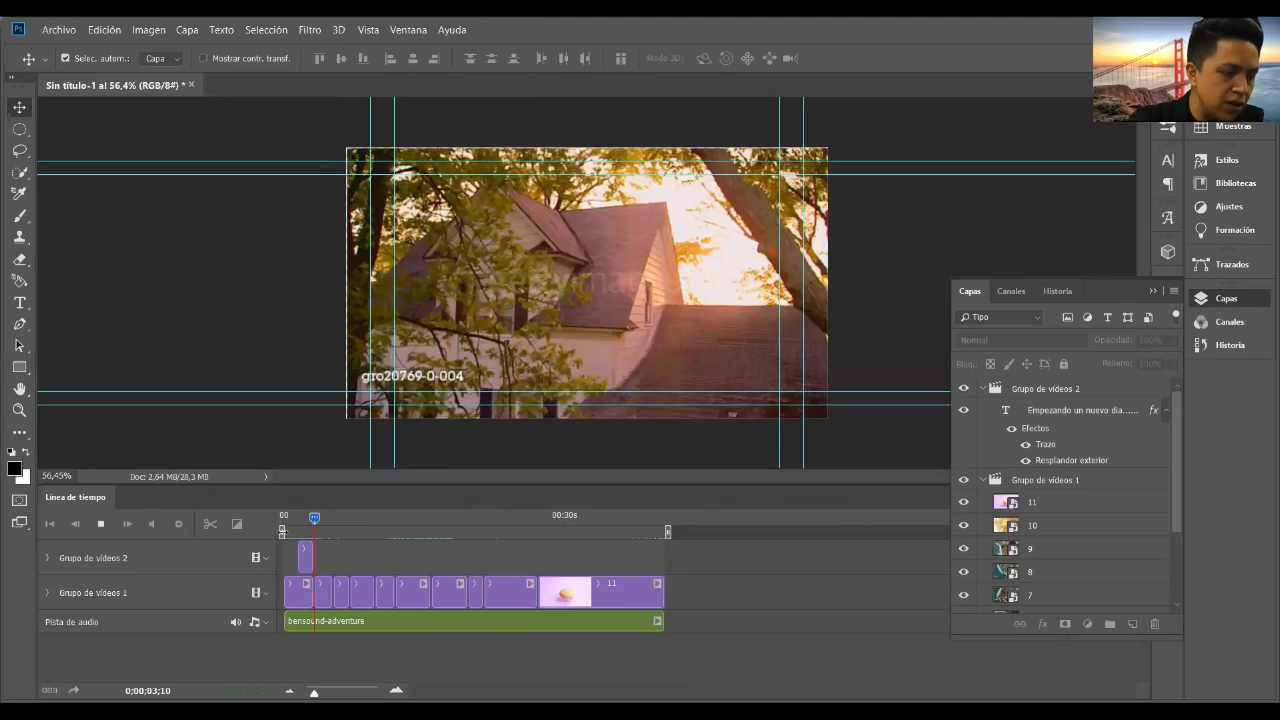 Ps Archivo Edición Imagen Capa Texto Selección Filtro 3D Vista Ventana Ayuda
Selec. autom.: Capa Mostrar contr. transf. Modo 3D:
Sin título-1 al 56,4% (RGB/8#) * ×
Muestras
Estilos
Bibliotecas
Ajustes
Formación
Trazados
Capas
Canales
Historia
gro20769-0-004
Capas Canales Historia
Tipo
Normal Opacidad: 100%
Bloq.: Relleno: 100%
Grupo de vídeos 2
T Empezando un nuevo dia...... fx
Efectos
Trazo
Resplandor exterior
Grupo de vídeos 1
11
10
9
8
7
56,45% Doc: 2,64 MB/28,3 MB
Línea de tiempo
00 00:30s
Grupo de vídeos 2
Grupo de vídeos 1 11
Pista de audio bensound-adventure
0;00;03;10